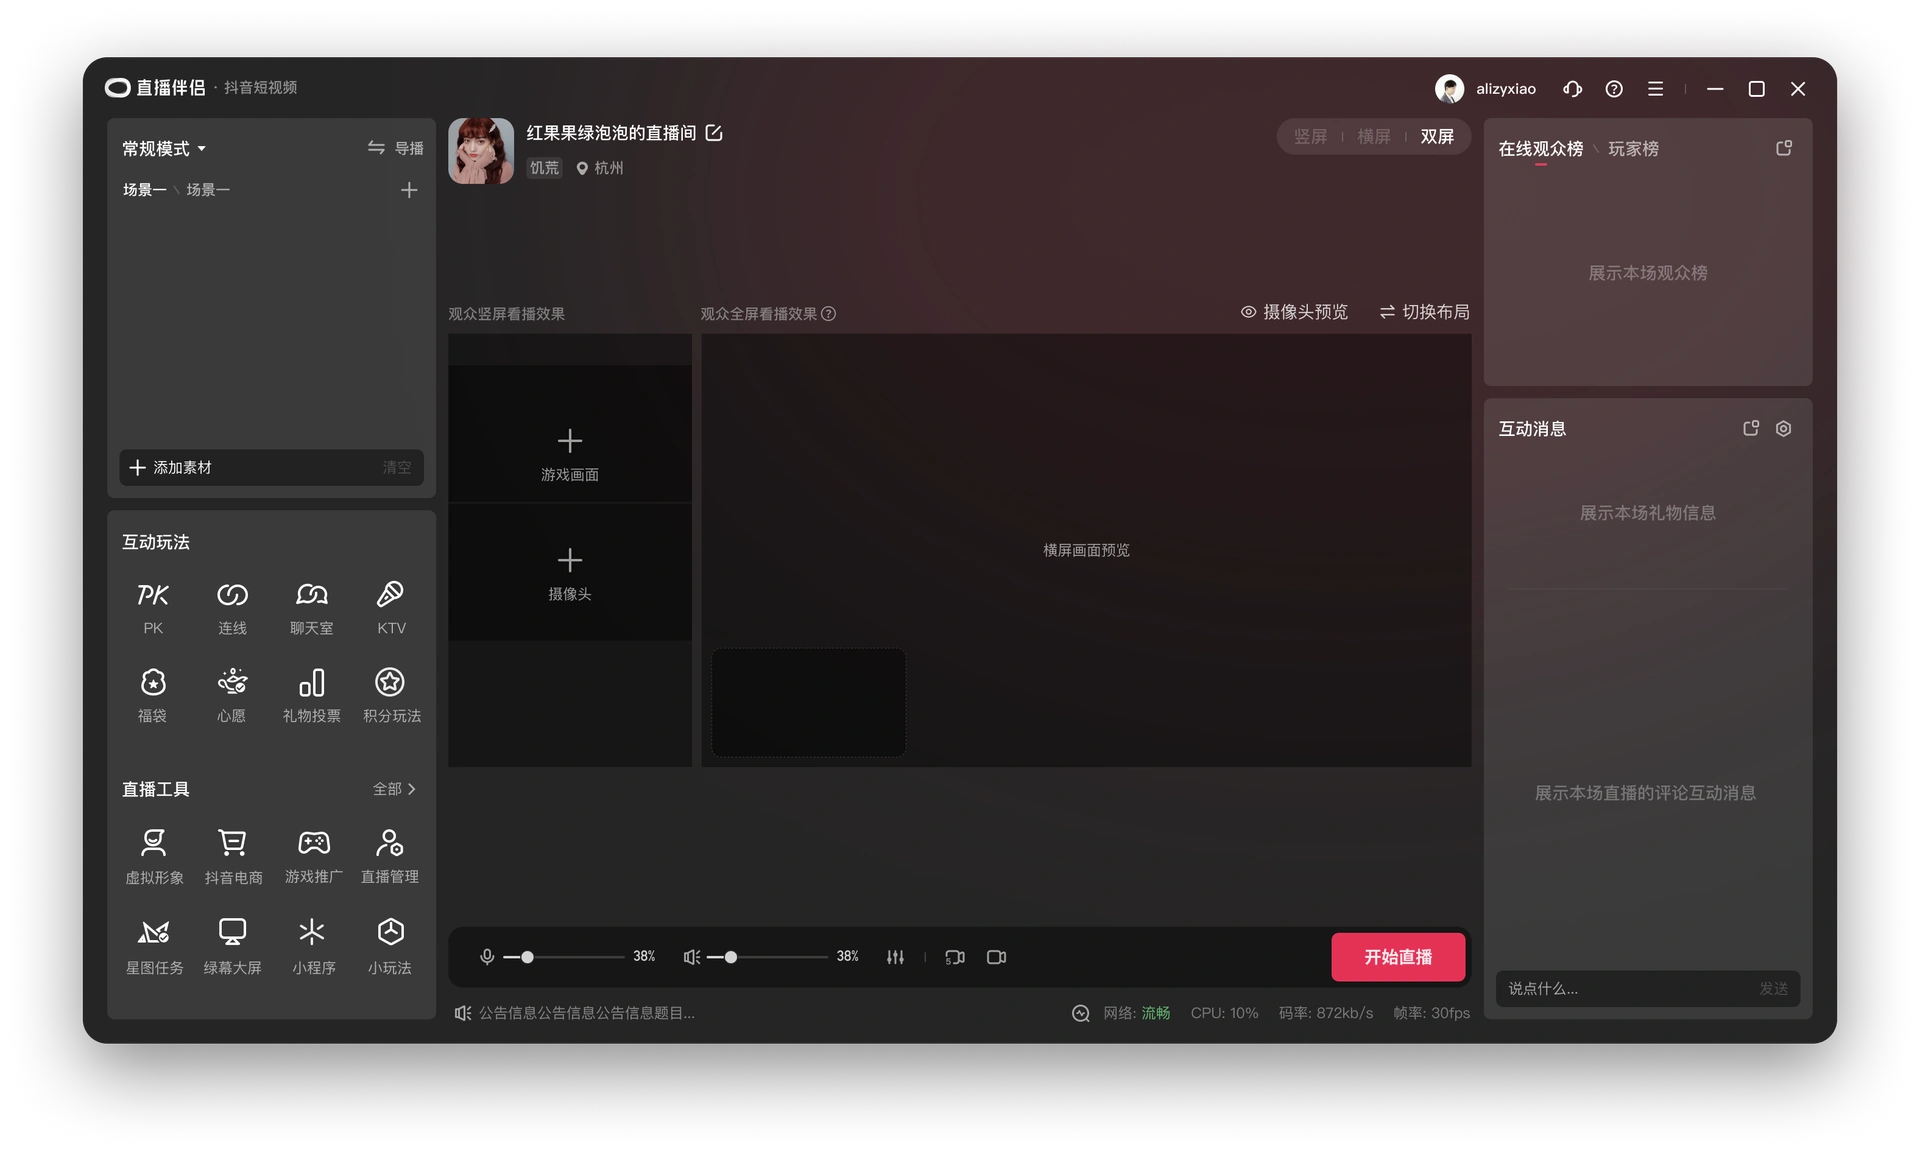 直播伴侣 · 抖音短视频
alizyxiao
常规模式
导播
场景一 \ 场景一
添加素材
清空
互动玩法
PK
PK
连线
聊天室
KTV
福袋
心愿
礼物投票
积分玩法
直播工具
全部
虚拟形象
抖音电商
游戏推广
直播管理
星图任务
绿幕大屏
小程序
小玩法
红果果绿泡泡的直播间
饥荒
杭州
竖屏
横屏
双屏
观众竖屏看播效果
观众全屏看播效果
摄像头预览
切换布局
游戏画面
摄像头
横屏画面预览
38%
38%
5
开始直播
公告信息公告信息公告信息题目...
网络: 流畅
CPU: 10%
码率: 872kb/s
帧率: 30fps
在线观众榜 \ 玩家榜
展示本场观众榜
互动消息
展示本场礼物信息
展示本场直播的评论互动消息
说点什么...
发送